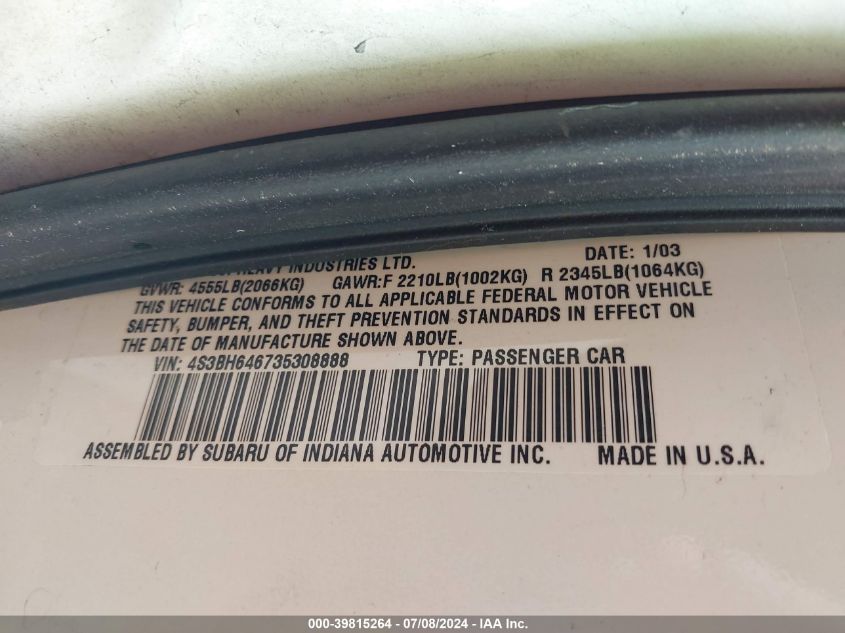 HEAVY INDUSTRIES LTD. DATE: 1/03
GVWR: 4555LB(2066KG) GAWR:F 2210LB(1002KG) R 2345LB(1064KG)
THIS VEHICLE CONFORMS TO ALL APPLICABLE FEDERAL MOTOR VEHICLE
SAFETY, BUMPER, AND THEFT PREVENTION STANDARDS IN EFFECT ON
THE DATE OF MANUFACTURE SHOWN ABOVE.
VIN: 4S3BH646735308888 TYPE: PASSENGER CAR
ASSEMBLED BY SUBARU OF INDIANA AUTOMOTIVE INC. MADE IN U.S.A.
000-39815264 - 07/08/2024 - IAA Inc.